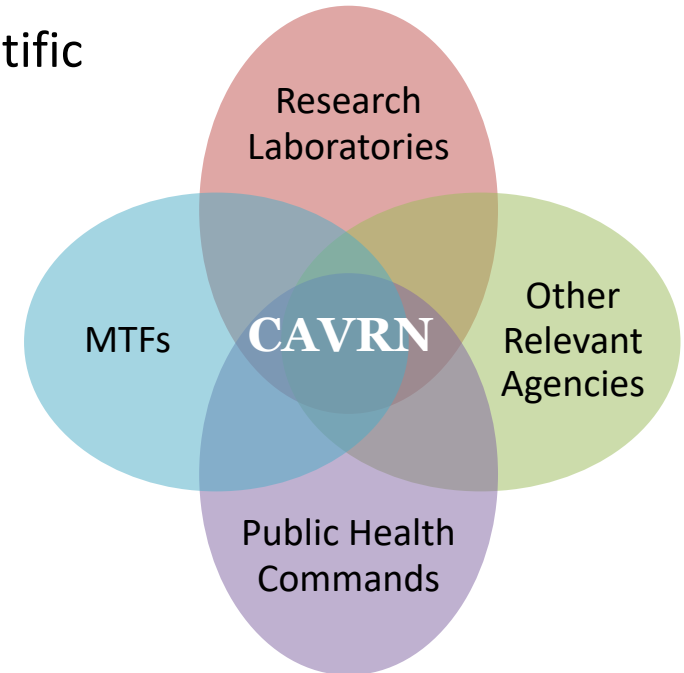 tific
Research
Laboratories
MTFs
CAVRN
Other
Relevant
Agencies
Public Health
Commands